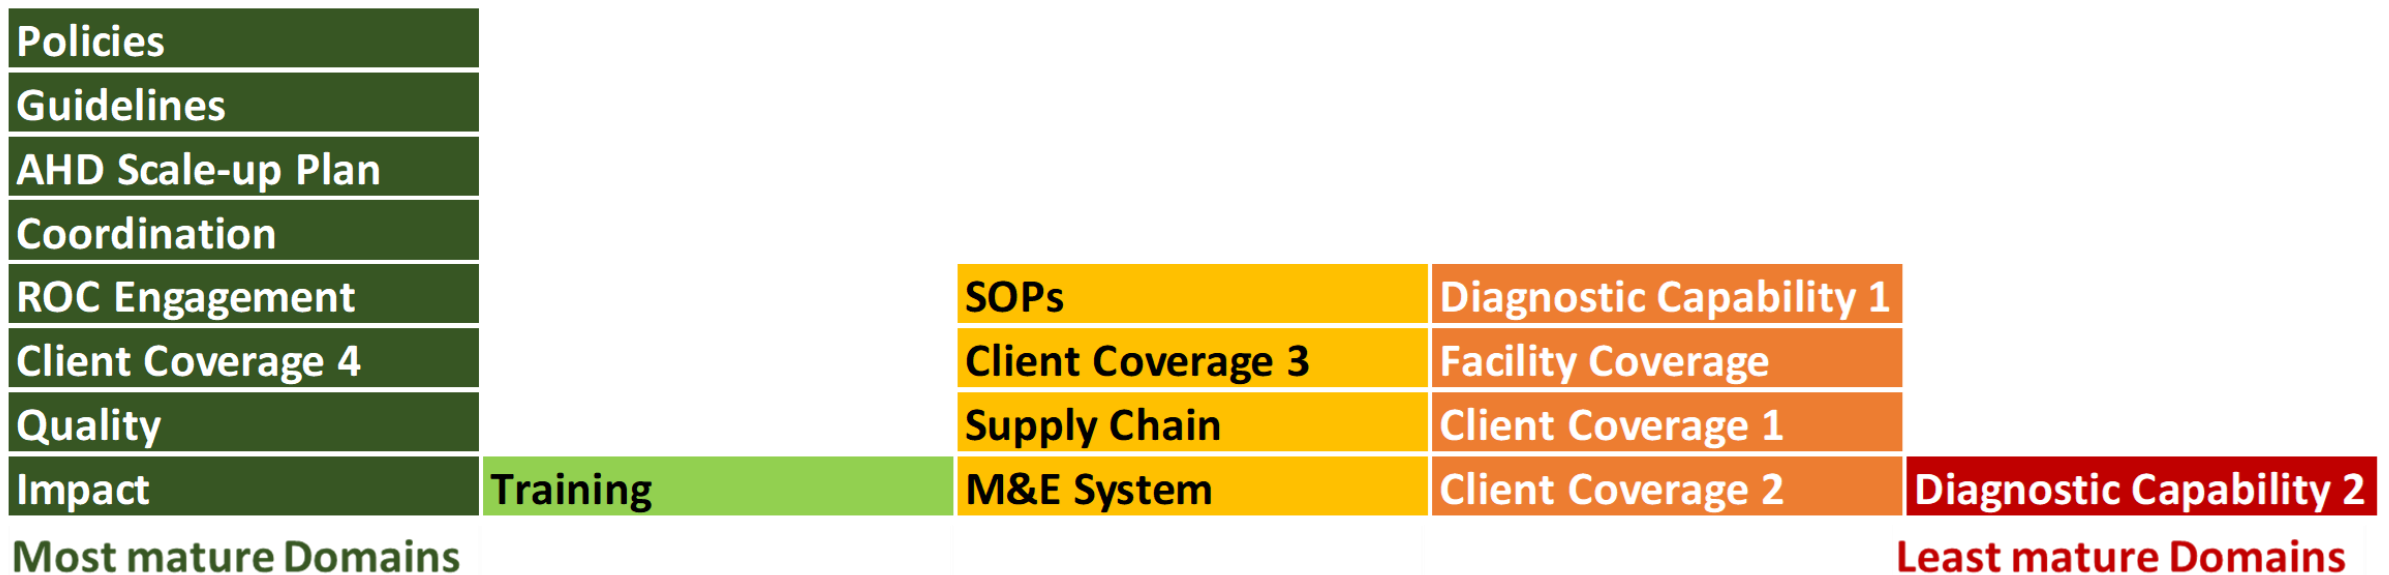 Policies
Guidelines
AHD Scale-up Plan
Coordination
ROC Engagement
SOPs
Diagnostic Capability 1
Client Coverage 4
Client Coverage 3
Facility Coverage
Quality
Supply Chain
Client Coverage 1
Impact
Training
M&E System
Client Coverage 2
Diagnostic Capability 2
Most mature Domains
Least mature Domains